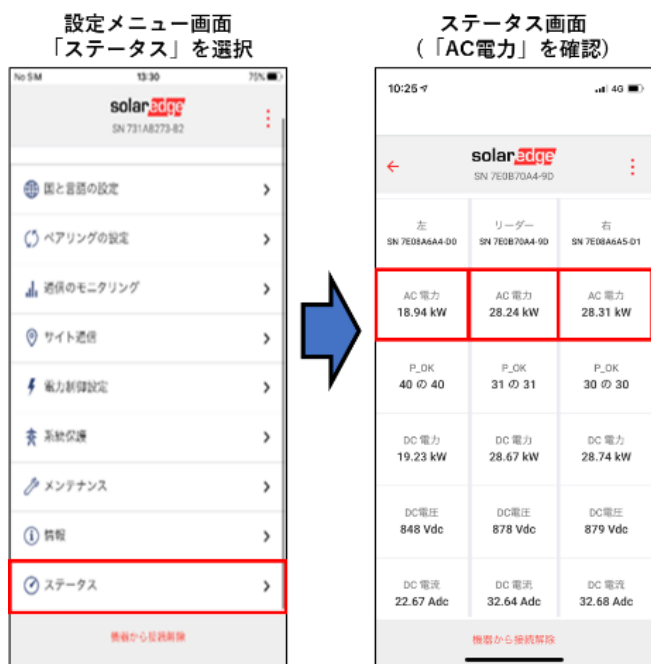 設定メニュー画面
「ステータス」を選択
No SIM 13:30 75%
solaredge
SN 731A8273-82
国と言語の設定
ペアリングの設定
通信のモニタリング
サイト通信
電力制御設定
系統保護
メンテナンス
情報
ステータス
機器から接続解除
ステータス画面
（「AC電力」を確認）
10:25 4G
solaredge
SN 7E0B70A4-9D
左 リーダー 右
SN 7E08A6A4-D0 SN 7E0B70A4-9D SN 7E08A6A5-D1
AC 電力 AC 電力 AC 電力
18.94 kW 28.24 kW 28.31 kW
P_OK P_OK P_OK
40 の 40 31 の 31 30 の 30
DC 電力 DC 電力 DC 電力
19.23 kW 28.67 kW 28.74 kW
DC電圧 DC電圧 DC電圧
848 Vdc 878 Vdc 879 Vdc
DC 電流 DC 電流 DC 電流
22.67 Adc 32.64 Adc 32.68 Adc
機器から接続解除